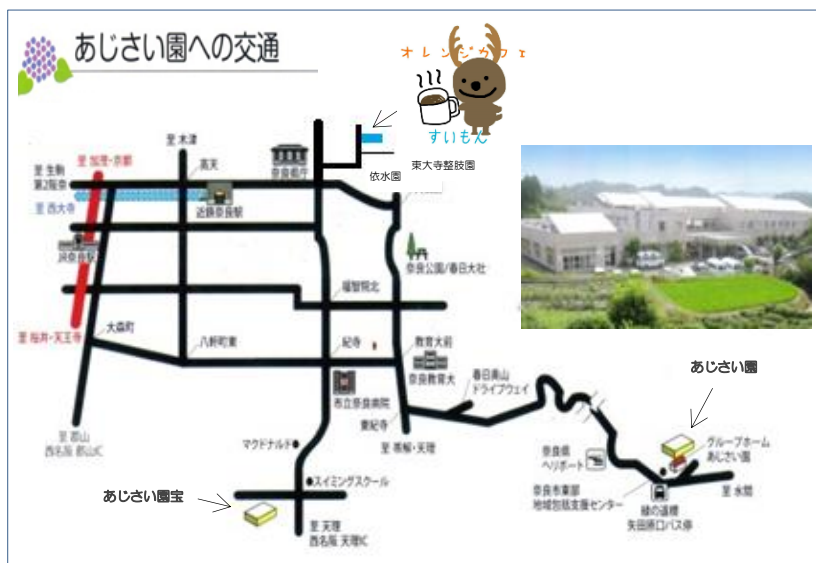 あじさい園への交通
オレンジカフェ
すいもん
東大寺整肢園
依水園
至 木津
高天
奈良県庁
至 加茂・京都
至 生駒
第2阪奈
至 西大寺
近鉄奈良駅
JR奈良駅
奈良公園/春日大社
福智院北
大森町
至 桜井・天王寺
八軒町東
紀寺
教育大前
奈良教育大
春日奥山
ドライブウェイ
市立奈良病院
東紀寺
至 郡山
西名阪 郡山IC
マクドナルド
至 帯解・天理
スイミングスクール
あじさい園宝
至 天理
西名阪 天理IC
あじさい園
グループホーム
あじさい園
奈良県
ヘリポート
奈良市東部
地域包括支援センター
緑の道標
矢田原口バス停
至 水間